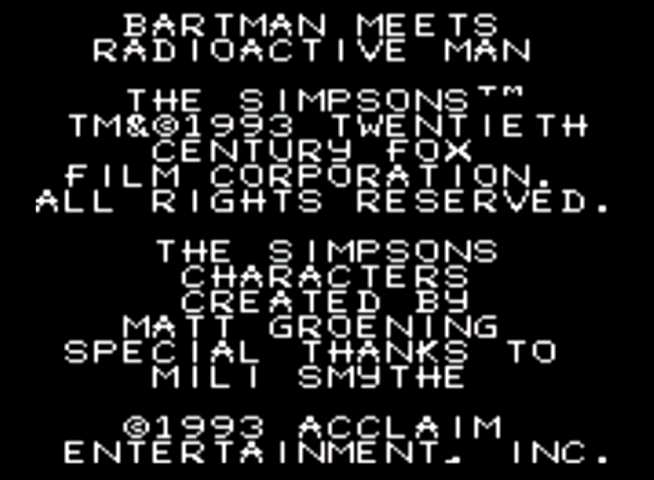 BARTMAN MEETS
RADIOACTIVE MAN
THE SIMPSONS™
TM&©1993 TWENTIETH
CENTURY FOX
FILM CORPORATION.
ALL RIGHTS RESERVED.
THE SIMPSONS
CHARACTERS
CREATED BY
MATT GROENING
SPECIAL THANKS TO
MILI SMYTHE
©1993 ACCLAIM
ENTERTAINMENT. INC.